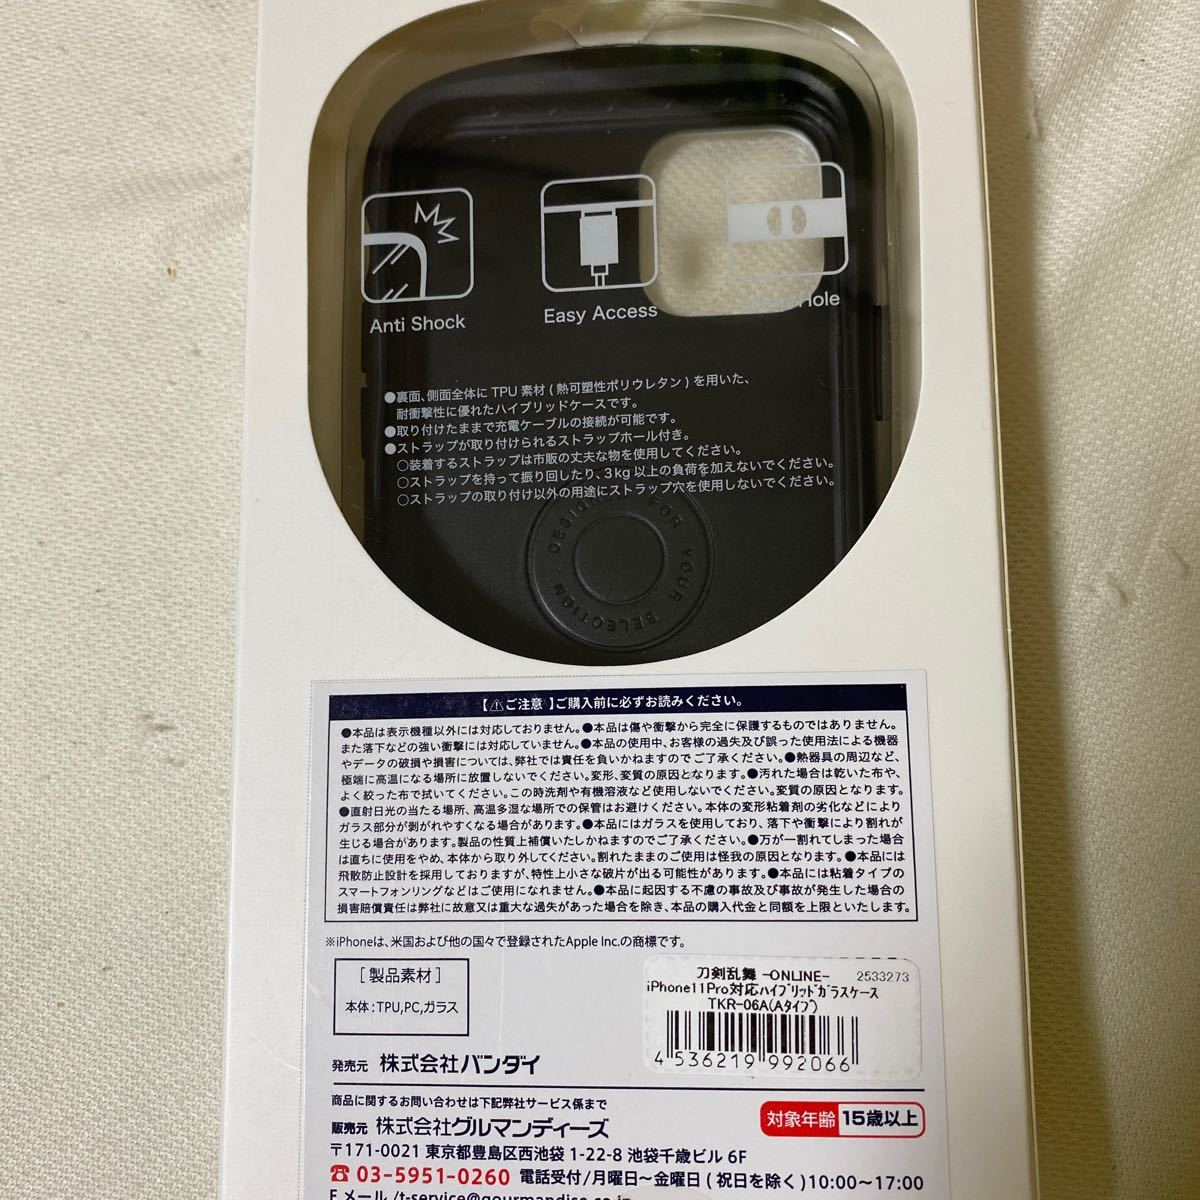 Anti Shock
Easy Access
Hole
●裏面、側面全体に TPU 素材 ( 熱可塑性ポリウレタン ) を用いた、
耐衝撃性に優れたハイブリッドケースです。
●取り付けたままで充電ケーブルの接続が可能です。
●ストラップが取り付けられるストラップホール付き。
○装着するストラップは市販の丈夫な物を使用してください。
○ストラップを持って振り回したり、3kg 以上の負荷を加えないでください。
○ストラップの取り付け以外の用途にストラップ穴を使用しないでください。
DESIGNED FOR YOUR SELECTION
【⚠ご注意 】ご購入前に必ずお読みください。
●本品は表示機種以外には対応しておりません。●本品は傷や衝撃から完全に保護するものではありません。
また落下などの強い衝撃には対応していません。●本品の使用中、お客様の過失及び誤った使用法による機器
やデータの破損や損害については、弊社では責任を負いかねますのでご了承ください。●熱器具の周辺など、
極端に高温になる場所に放置しないでください。変形、変質の原因となります。●汚れた場合は乾いた布や、
よく絞った布で拭いてください。この時洗剤や有機溶液など使用しないでください。変質の原因となります。
●直射日光の当たる場所、高温多湿な場所での保管はお避けください。本体の変形粘着剤の劣化などにより
ガラス部分が剥がれやすくなる場合があります。●本品にはガラスを使用しており、落下や衝撃により割れが
生じる場合があります。製品の性質上補償いたしかねますのでご了承ください。●万が一割れてしまった場合
は直ちに使用をやめ、本体から取り外してください。割れたままのご使用は怪我の原因となります。●本品には
飛散防止設計を採用しておりますが、特性上小さな破片が出る可能性があります。●本品には粘着タイプの
スマートフォンリングなどはご使用になれません。●本品に起因する不慮の事故及び事故が発生した場合の
損害賠償責任は弊社に故意又は重大な過失があった場合を除き、本品の購入代金と同額を上限といたします。
※iPhoneは、米国および他の国々で登録されたApple Inc.の商標です。
[ 製品素材 ]
本体 : TPU,PC,ガラス
刀剣乱舞 -ONLINE- 2533273
iPhone11Pro対応ハイブリッドガラスケース
TKR-06A(Aタイプ)
4 536219 992066
発売元 株式会社バンダイ
商品に関するお問い合わせは下記弊社サービス係まで
販売元 株式会社グルマンディーズ
対象年齢 15歳以上
〒171-0021 東京都豊島区西池袋 1-22-8 池袋千歳ビル 6F
☎ 03-5951-0260 電話受付/月曜日〜金曜日 ( 祝日を除く ) 10:00〜17:00
E メール /t-service@gourmandise.co.jp